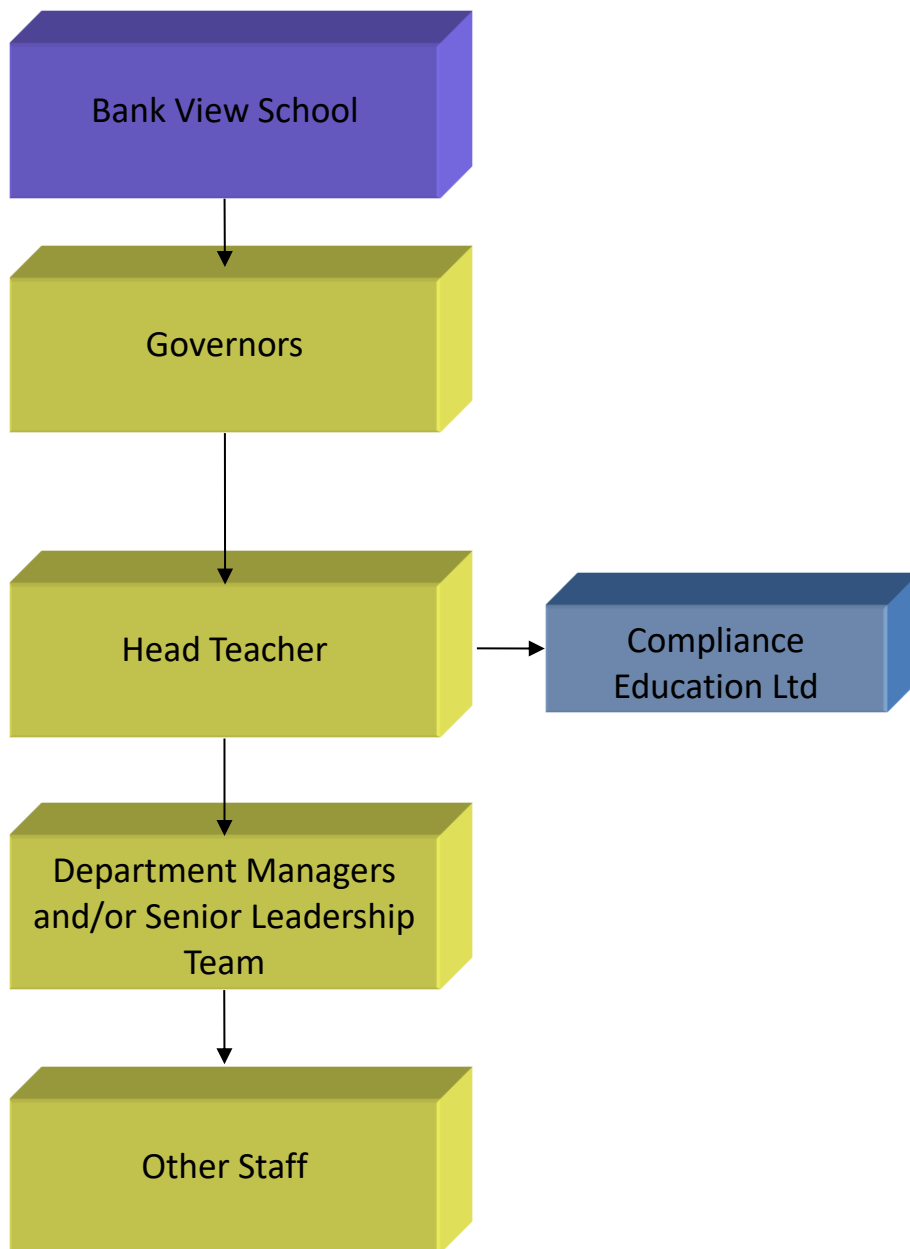 Bank View School
Governors
Head Teacher
Compliance
Education Ltd
Department Managers
and/or Senior Leadership
Team
Other Staff